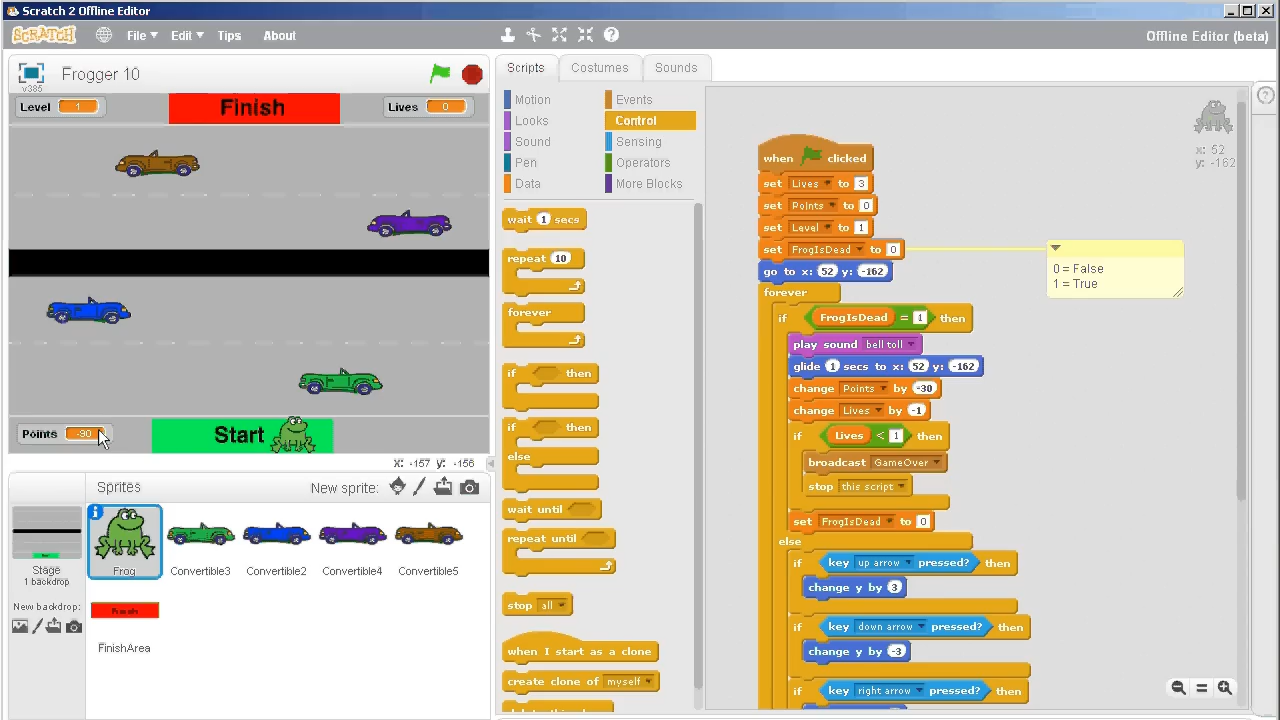 Scratch 2 Offline Editor
SCRATCH File Edit Tips About Offline Editor (beta)
Frogger 10
v385
Level 1
Finish
Lives 0
Points -90
Start
X: -157 y: -156
Sprites New sprite:
Stage
1 backdrop
New backdrop:
Frog Convertible3 Convertible2 Convertible4 Convertible5
FinishArea
Scripts Costumes Sounds
Motion Events
Looks Control
Sound Sensing
Pen Operators
Data More Blocks
wait 1 secs
repeat 10
forever
if then
if then
else
wait until
repeat until
stop all
when I start as a clone
create clone of myself
when clicked
set Lives to 3
set Points to 0
set Level to 1
set FrogIsDead to 0
go to x: 52 y: -162
forever
if FrogIsDead = 1 then
play sound bell toll
glide 1 secs to x: 52 y: -162
change Points by -30
change Lives by -1
if Lives < 1 then
broadcast GameOver
stop this script
set FrogIsDead to 0
else
if key up arrow pressed? then
change y by 3
if key down arrow pressed? then
change y by -3
if key right arrow pressed? then
0 = False
1 = True
x: 52
y: -162